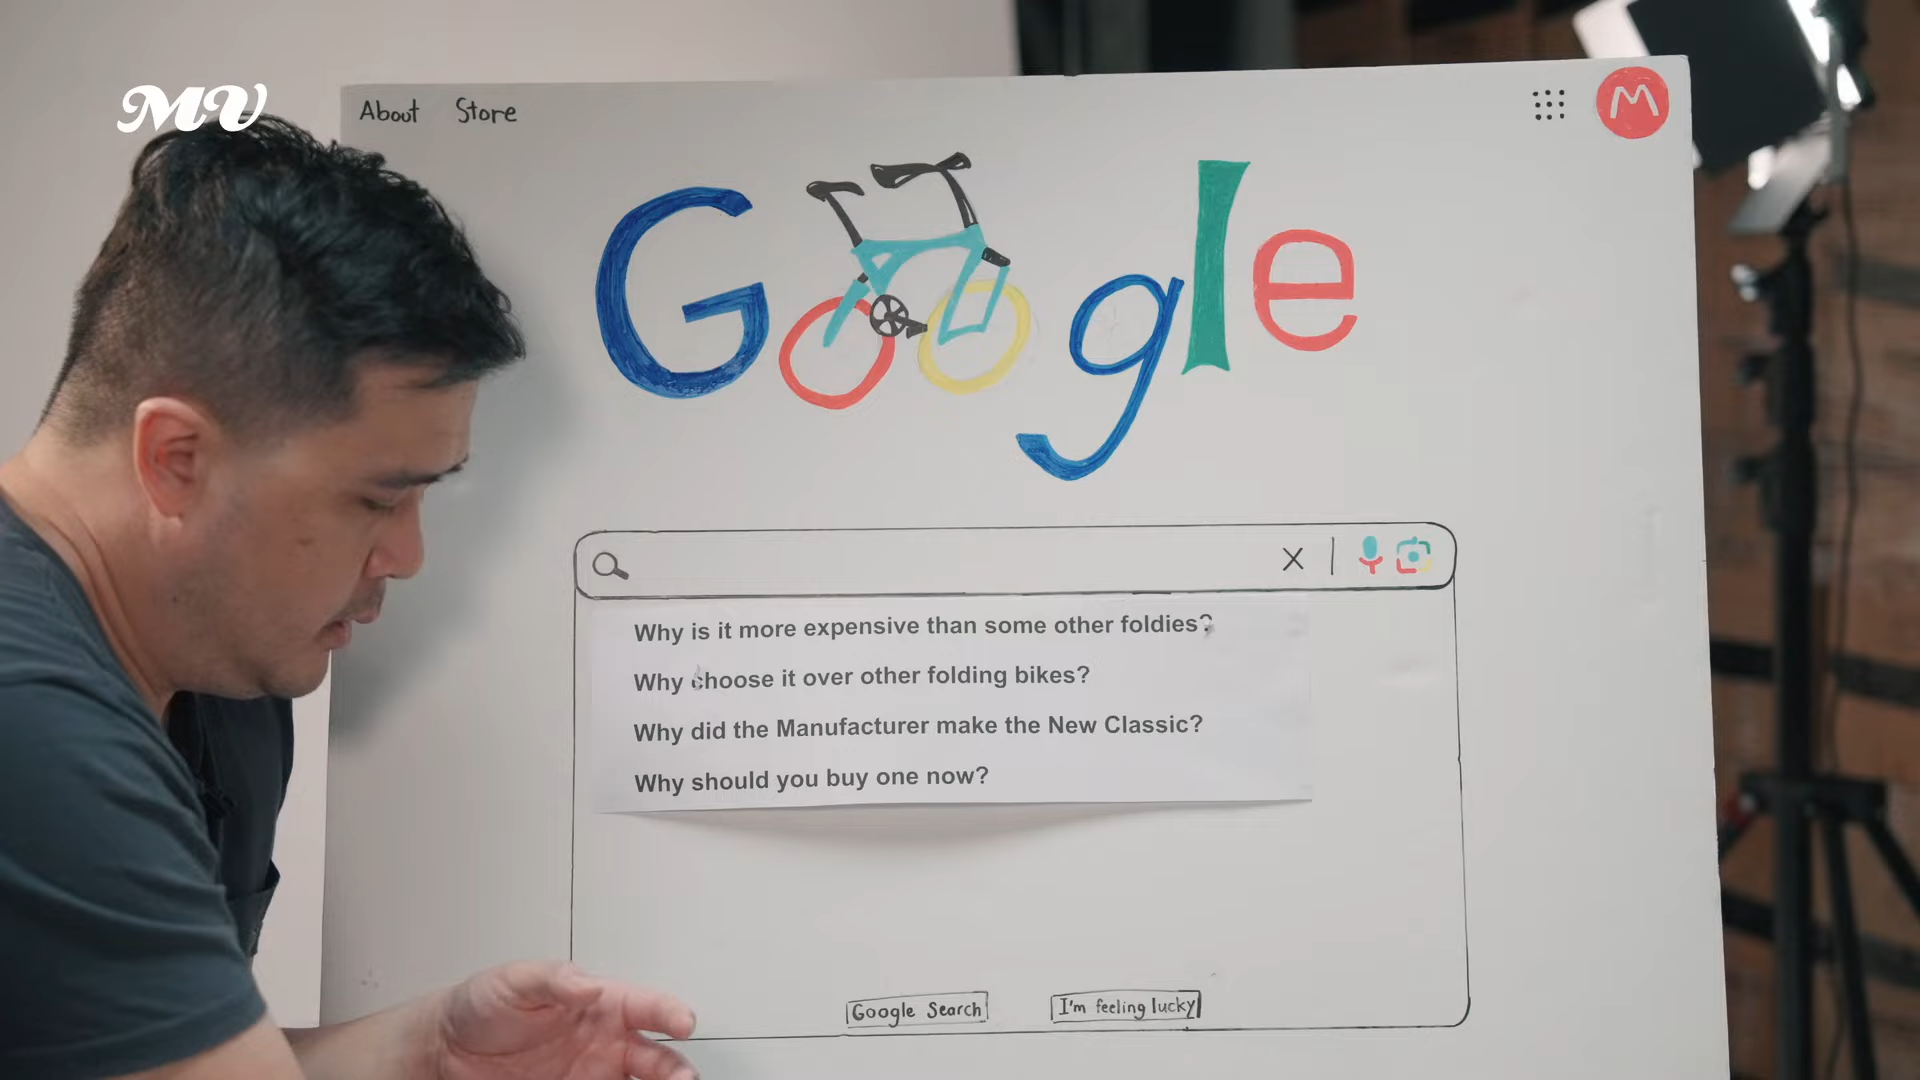 MV
About Store
M
Google
X
Why is it more expensive than some other foldies?
Why choose it over other folding bikes?
Why did the Manufacturer make the New Classic?
Why should you buy one now?
Google Search I'm feeling lucky